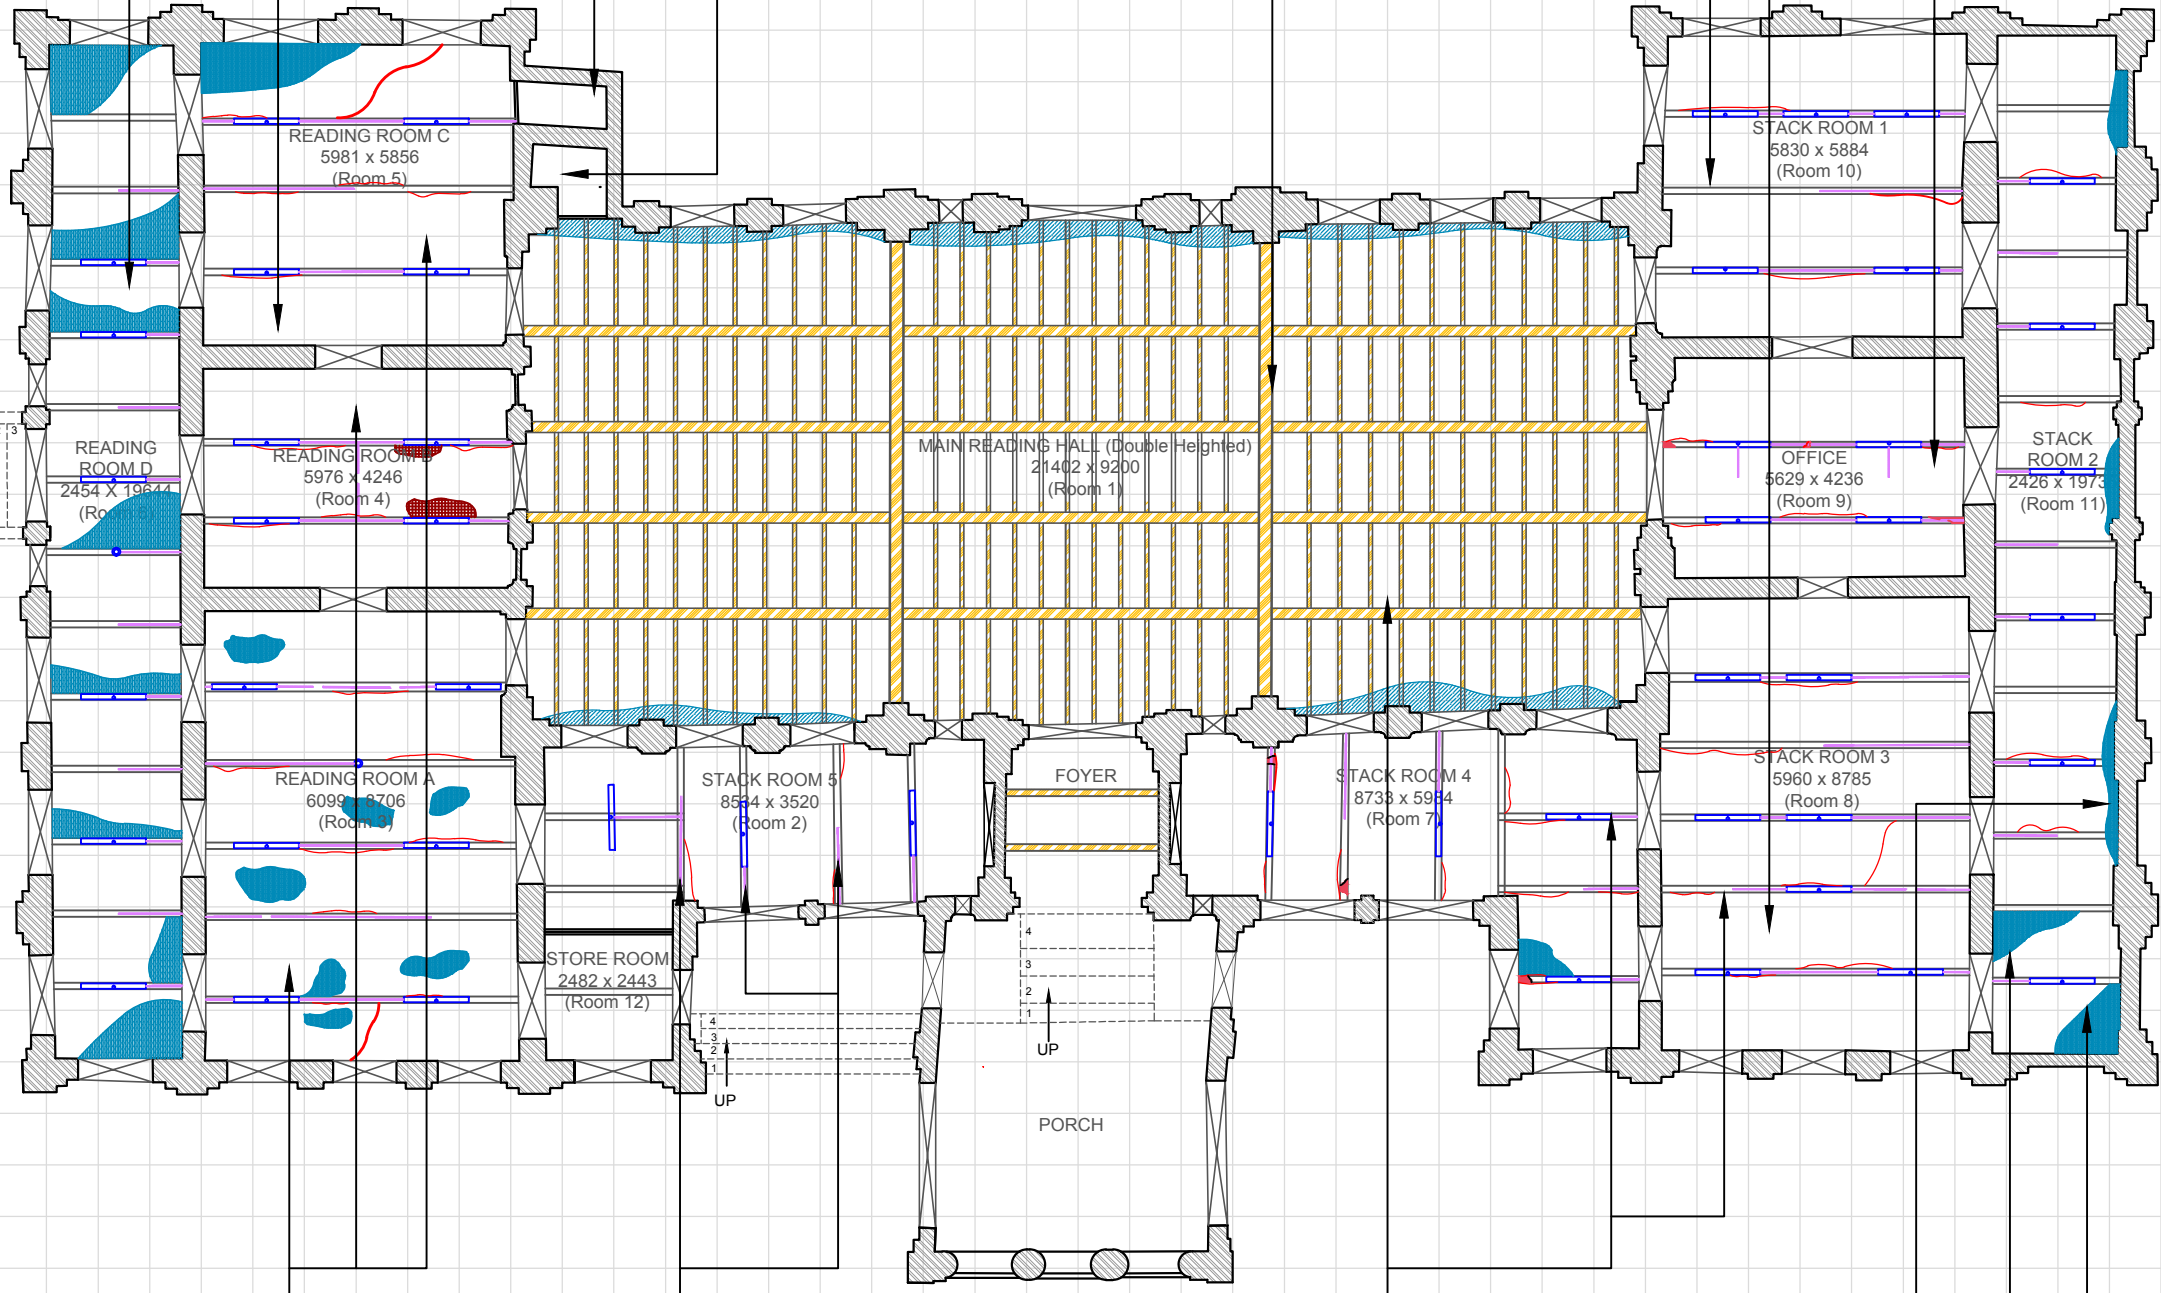 READING ROOM C
5981 x 5856
(Room 5)
STACK ROOM 1
5830 x 5884
(Room 10)
3
READING
ROOM D
2454 X 19644
READING ROOM B
5976 x 4246
(Room 4)
MAIN READING HALL (Double Heighted)
21402 x 9200
(Room 1)
OFFICE
5629 x 4236
(Room 9)
STACK
ROOM 2
(Room 11)
READING ROOM A
6099 x 8706
(Room 3)
STACK ROOM 5
8534 x 3520
(Room 2)
FOYER
STACK ROOM 4
8733 x 5984
(Room 7)
STACK ROOM 3
5960 x 8785
(Room 8)
STORE ROOM
2482 x 2443
(Room 12)
4
3
2
1
UP
4
3
2
1
UP
PORCH